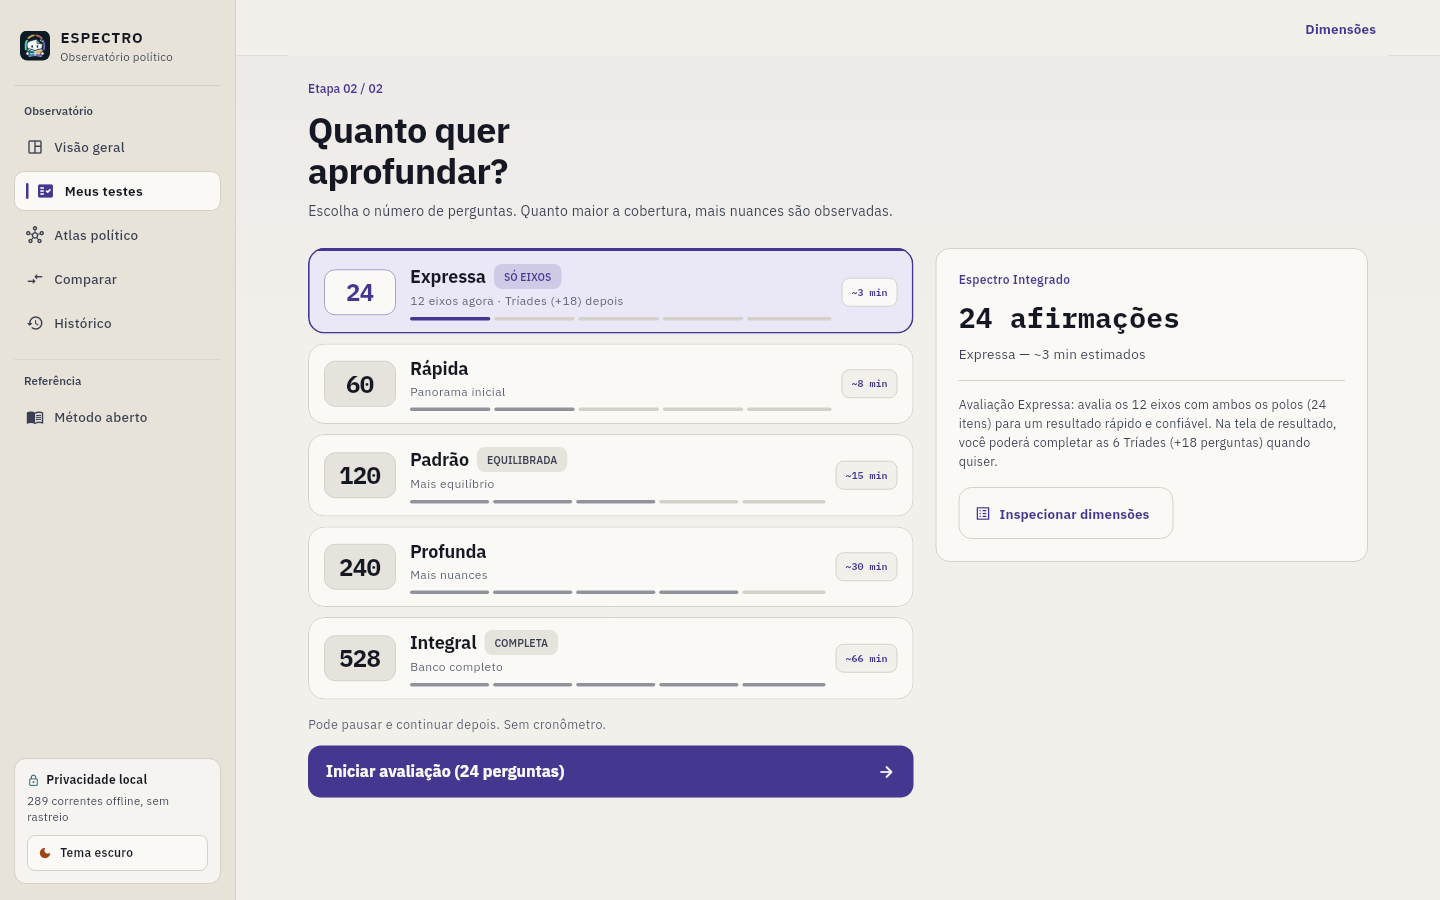 ESPECTRO
Observatório político
Observatório
Visão geral
Meus testes
Atlas político
Comparar
Histórico
Referência
Método aberto
Privacidade local
289 correntes offline, sem
rastreio
Tema escuro
Dimensões
Etapa 02 / 02
Quanto quer
aprofundar?
Escolha o número de perguntas. Quanto maior a cobertura, mais nuances são observadas.
24
Expressa
SÓ EIXOS
12 eixos agora · Tríades (+18) depois
~3 min
60
Rápida
Panorama inicial
~8 min
120
Padrão
EQUILIBRADA
Mais equilíbrio
~15 min
240
Profunda
Mais nuances
~30 min
528
Integral
COMPLETA
Banco completo
~66 min
Pode pausar e continuar depois. Sem cronômetro.
Iniciar avaliação (24 perguntas)
Espectro Integrado
24 afirmações
Expressa — ~3 min estimados
Avaliação Expressa: avalia os 12 eixos com ambos os polos (24
itens) para um resultado rápido e confiável. Na tela de resultado,
você poderá completar as 6 Tríades (+18 perguntas) quando
quiser.
Inspecionar dimensões